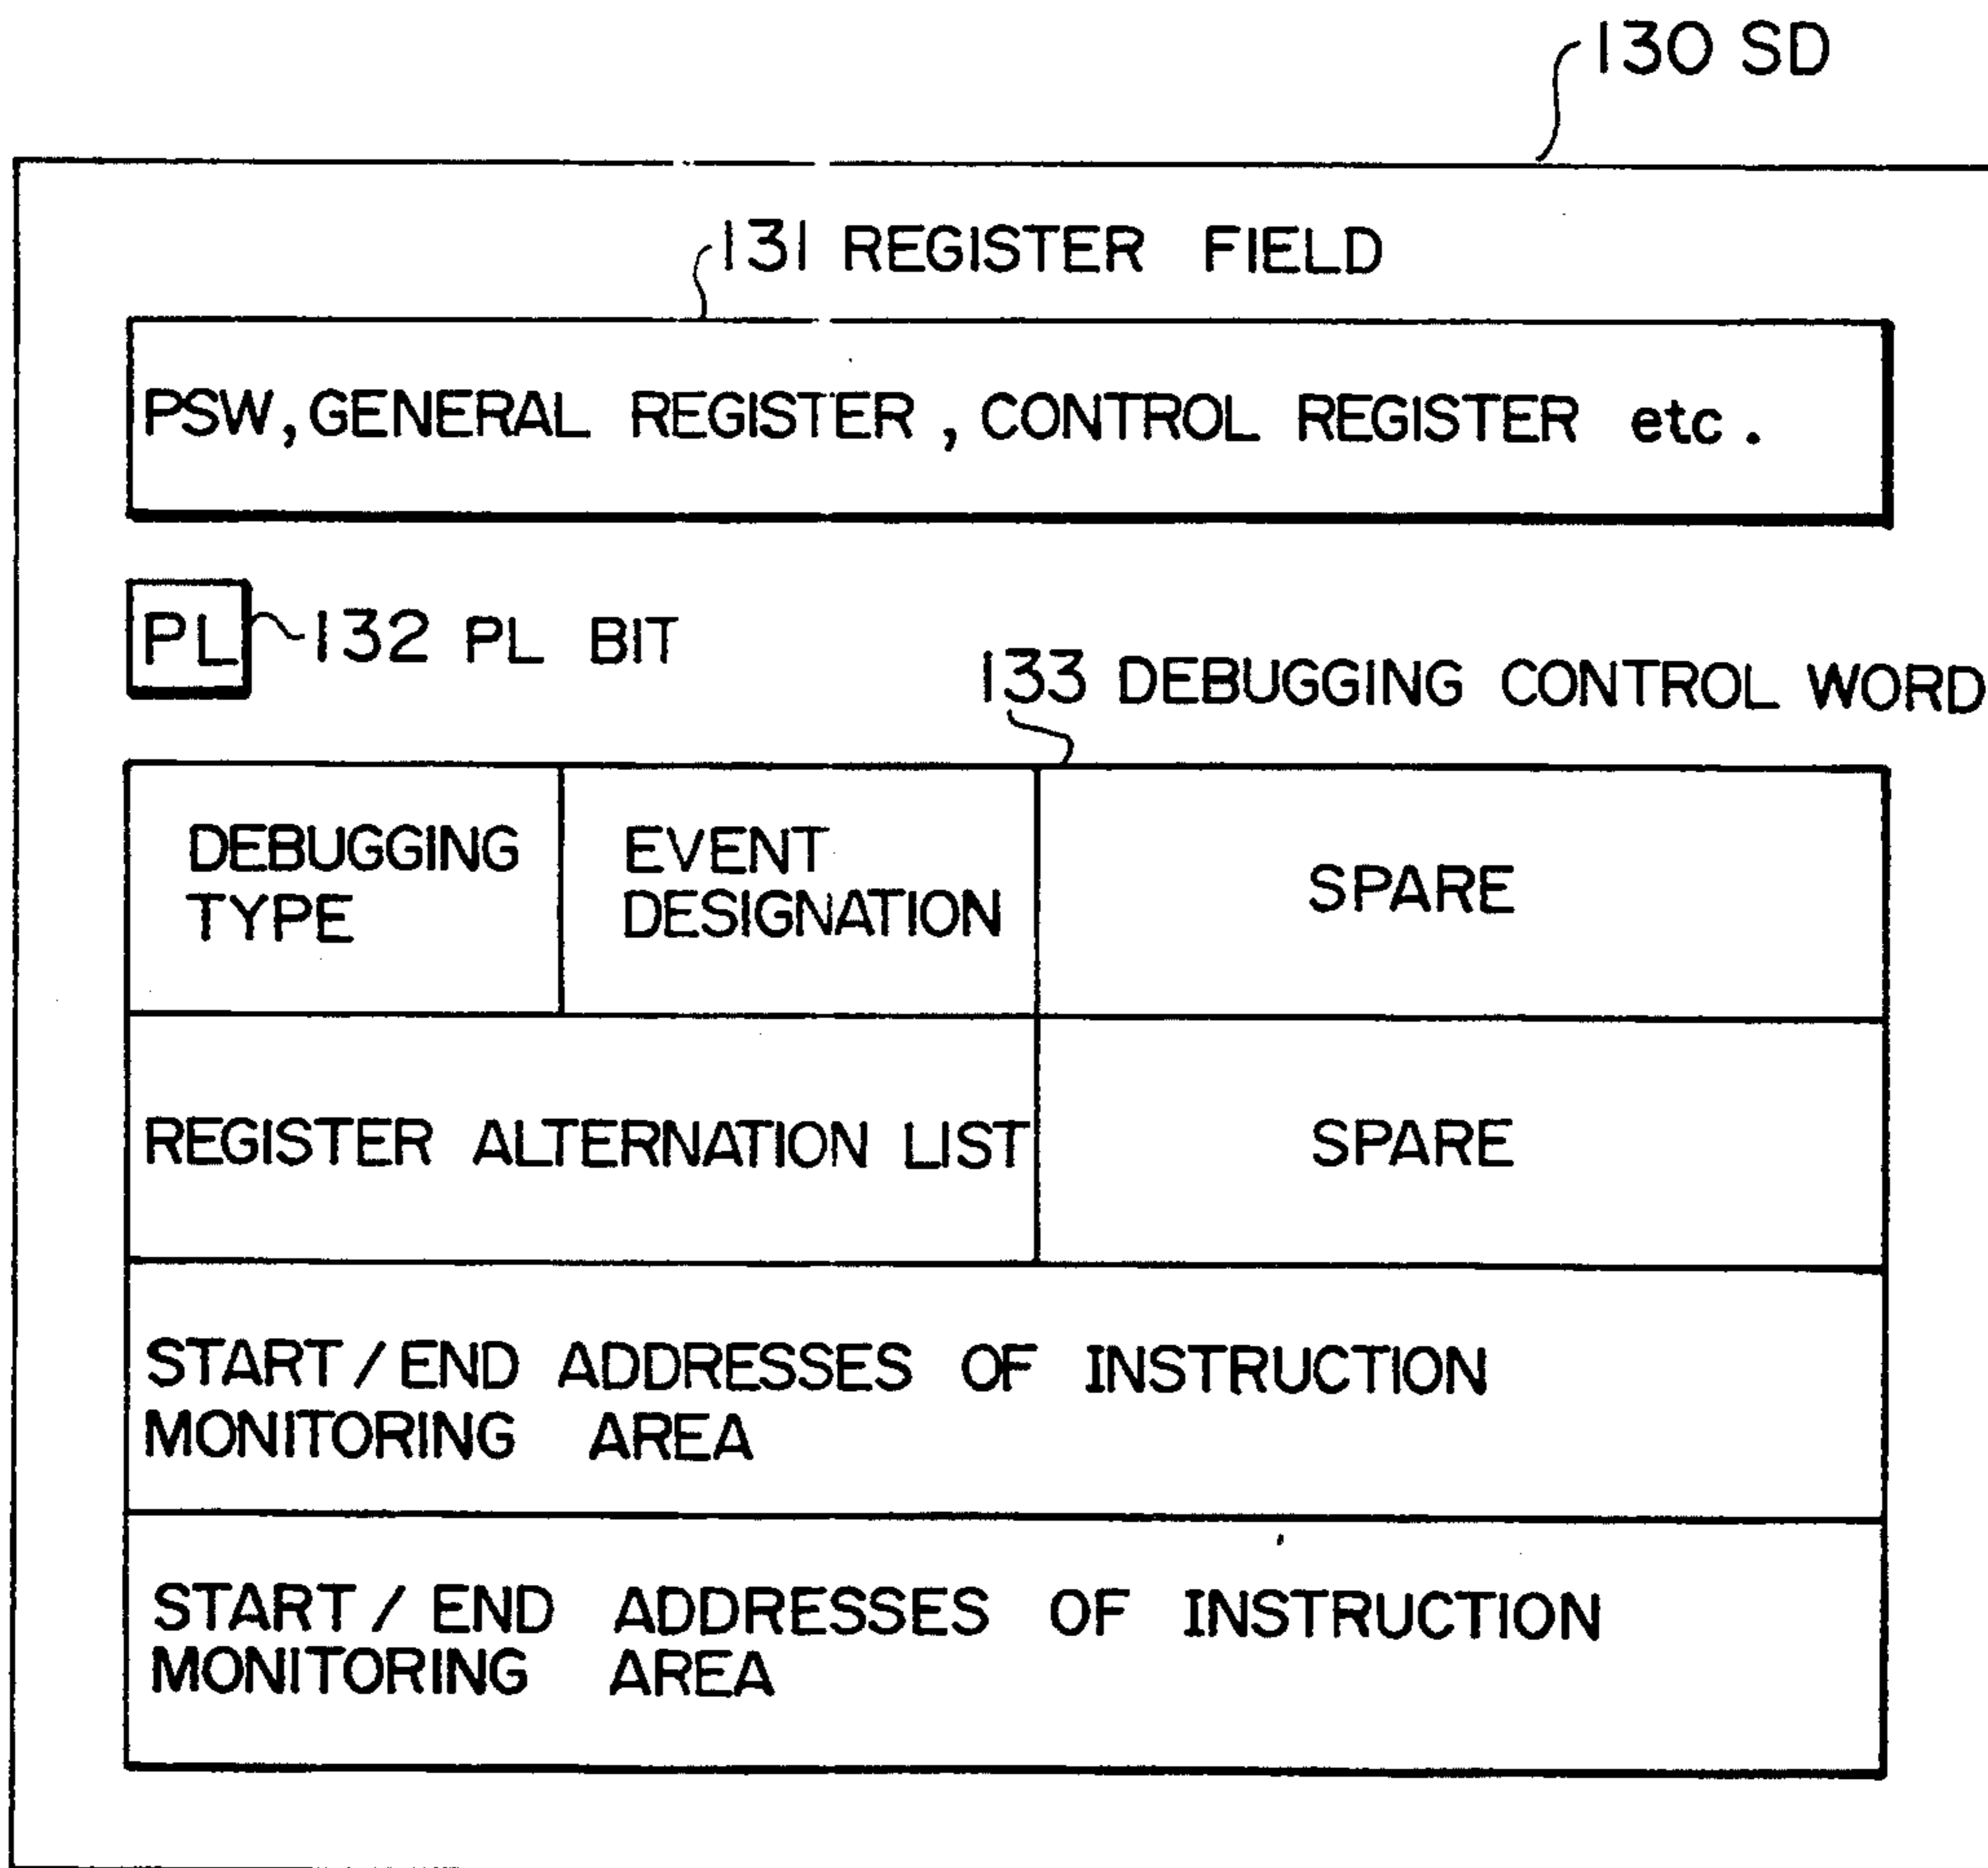 130 SD
131 REGISTER FIELD
PSW, GENERAL REGISTER, CONTROL REGISTER etc.
PL
132 PL BIT
133 DEBUGGING CONTROL WORD
DEBUGGING
TYPE
EVENT
DESIGNATION
SPARE
REGISTER ALTERNATION LIST
SPARE
START/END ADDRESSES OF INSTRUCTION
MONITORING AREA
START/END ADDRESSES OF INSTRUCTION
MONITORING AREA